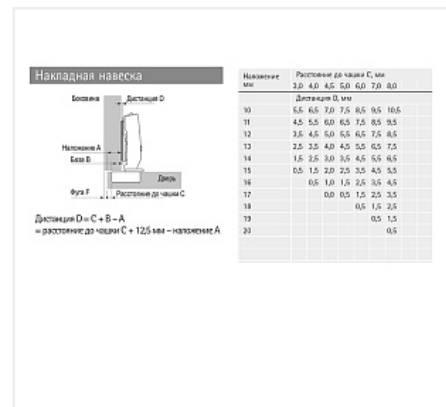 Накладная навеска
Боковина
Дистанция D
Наложение A
База B
Дверь
Фуга F
Расстояние до чашки C
Дистанция D = C + B – A
= расстояние до чашки C + 12,5 мм – наложение A
Наложение мм
Расстояние до чашки C, мм
3,0 4,0 4,5 5,0 6,0 7,0 8,0
Дистанция D, мм
10 5,5 6,5 7,0 7,5 8,5 9,5 10,5
11 4,5 5,5 6,0 6,5 7,5 8,5 9,5
12 3,5 4,5 5,0 5,5 6,5 7,5 8,5
13 2,5 3,5 4,0 4,5 5,5 6,5 7,5
14 1,5 2,5 3,0 3,5 4,5 5,5 6,5
15 0,5 1,5 2,0 2,5 3,5 4,5 5,5
16 0,5 1,0 1,5 2,5 3,5 4,5
17 0,0 0,5 1,5 2,5 3,5
18 0,5 1,5 2,5
19 0,5 1,5
20 0,5